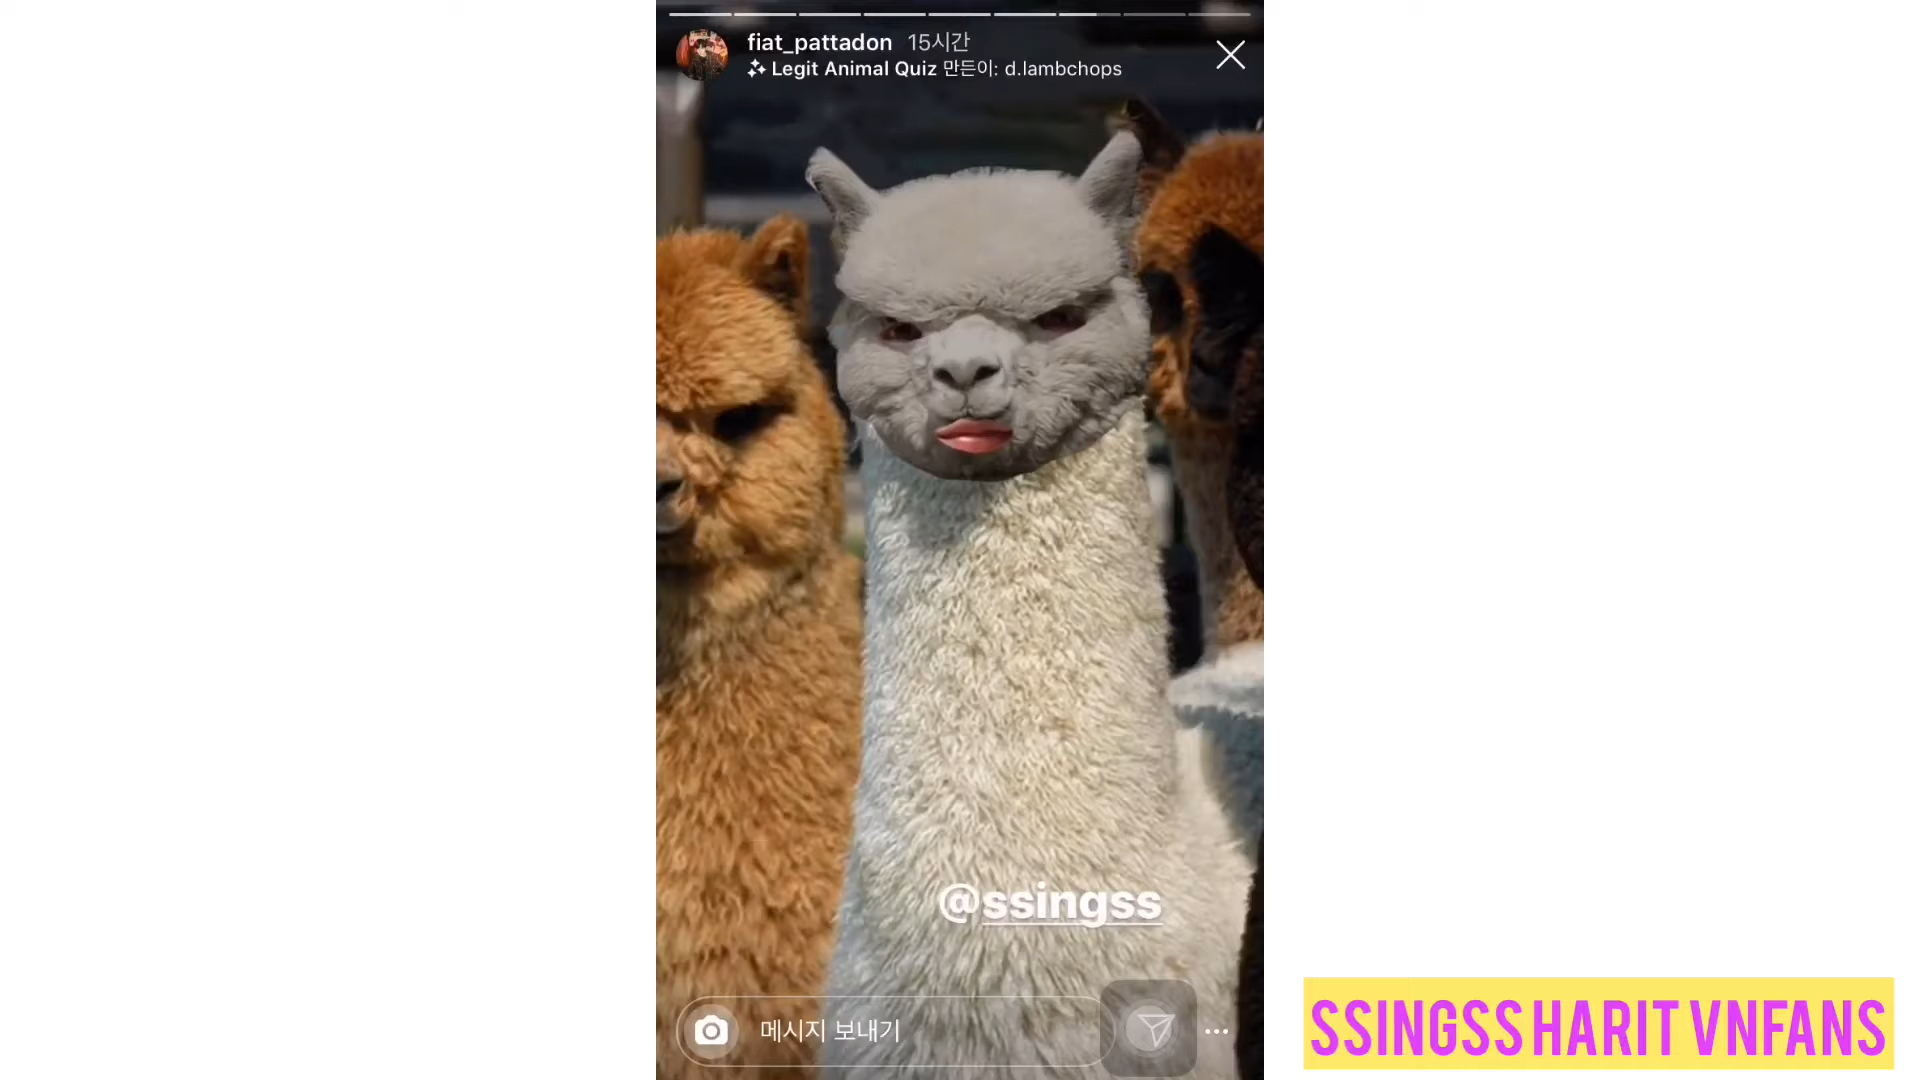 fiat_pattadon 15시간
Legit Animal Quiz 만든이: d.lambchops
@ssingss
메시지 보내기
SSINGSS HARIT VNFANS